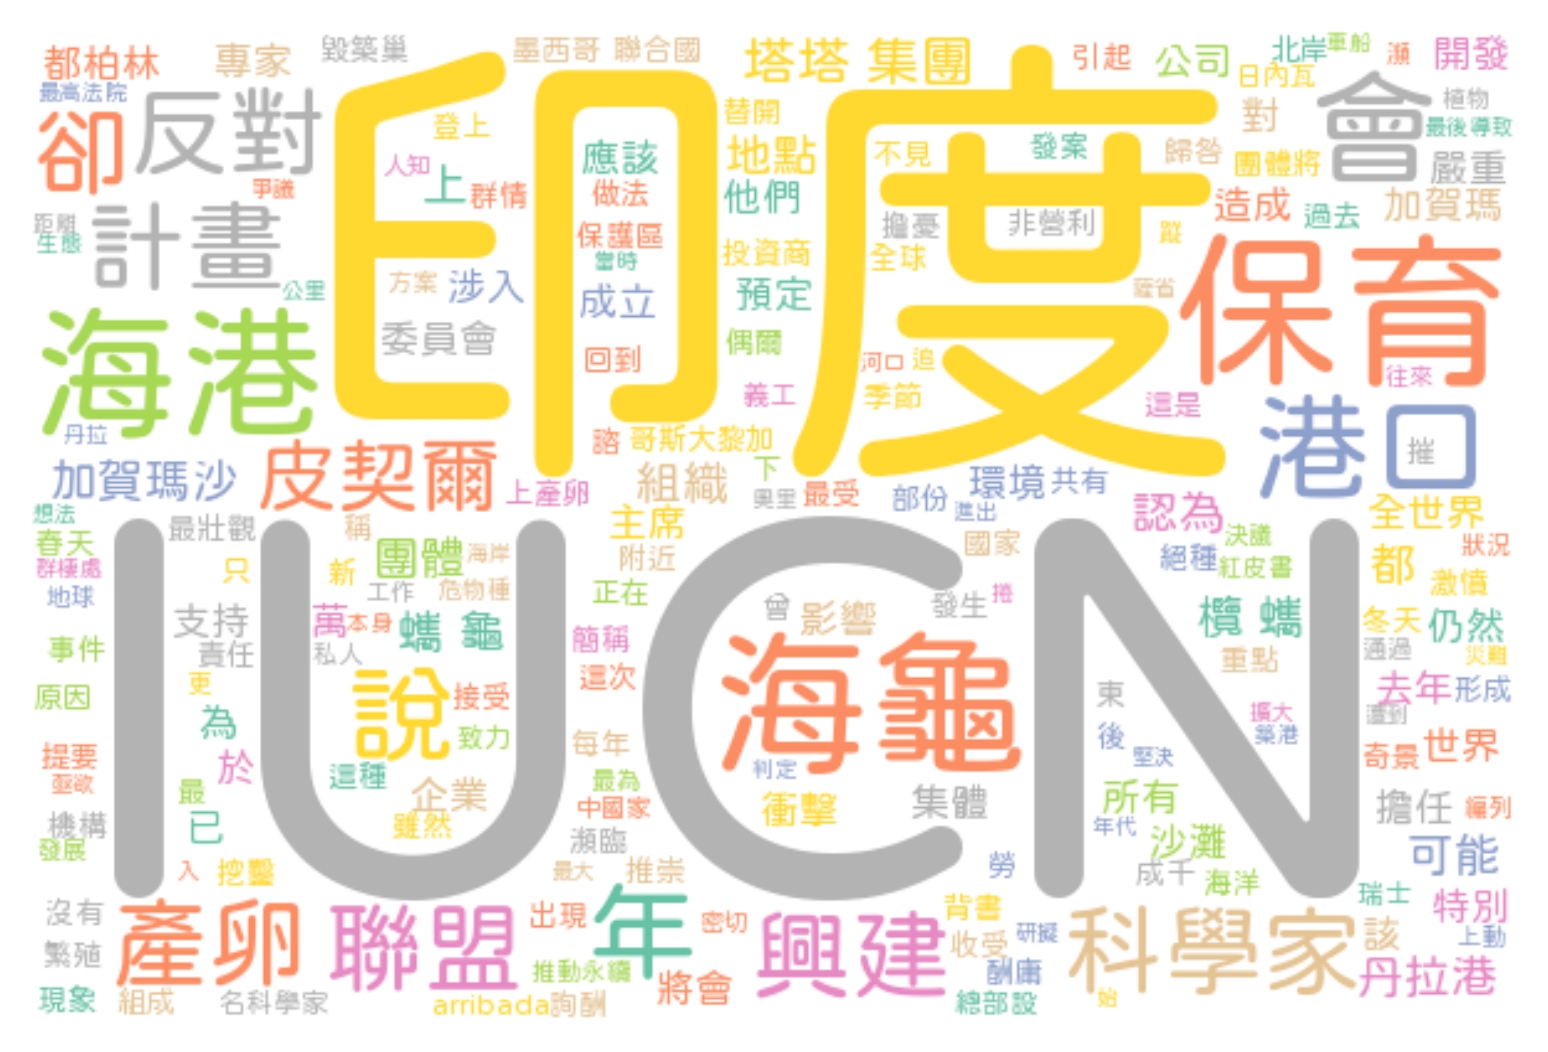 都柏林 專家 毀築巢 墨西哥 聯合國 塔塔 集團 引起 公司 北岸 車船 瀕 開發
最高法院 反對 登上 替開 日內瓦 對 會 植物
卻 人知 上 群情 應該 地點 不見 發案 歸咎 團體將 最後導致 嚴重
爭議 做法 他們 造成 過去 加賀瑪
距離 生態 計畫 保護區 當時 投資商 擔憂 非營利 全球 蹤
公里 方案 涉入 成立 預定 薩省 保育
海港 委員會 印度 回到 偶爾 河口 追 往來
丹拉 義工 季節 這是 港口 摧
加賀瑪沙 皮契爾 上產卵 諮 哥斯大黎加 組織 下 奧里 最受 部份 環境 共有 進出 認為 全世界
想法 最壯觀 稱 主席 國家 決議 狀況
春天 群棲處 只 新 團體 海岸 附近 絕種 紅皮書 都 激憤
地球 工作 危物種 正在 曾 影響 發生 捲 欖 蠵 冬天 仍然
支持 萬 本身 蠵 龜 簡稱 海龜 通過 災難
事件 責任 私人 這次 重點
原因 更 說 接受 束 去年 形成
為 致力 每年 後 擴大 築港 遭到
提要 於 這種 最為 判定 堅決 奇景 世界
亟欲 最 企業 中國家 衝擊 集體 所有 擔任 編列
機構 已 雖然 瀕臨 年代 沙灘 可能
發展 入 挖鑿 IUCN 最大 推崇 勞 成千 海洋 瑞士
沒有 產卵 聯盟 出現 年 密切 興建 背書 研擬 科學家 該 特別
繁殖 推動永續 收受 上動
現象 組成 名科學家 arribada 詢酬 將會 酬庸 總部設 始 丹拉港